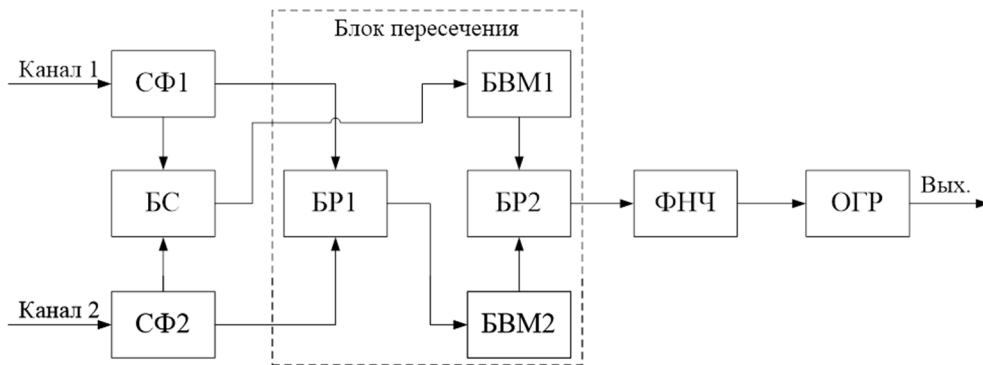 Блок пересечения
Канал 1
СФ1
БВМ1
БС
БР1
БР2
ФНЧ
ОГР
Вых.
Канал 2
СФ2
БВМ2